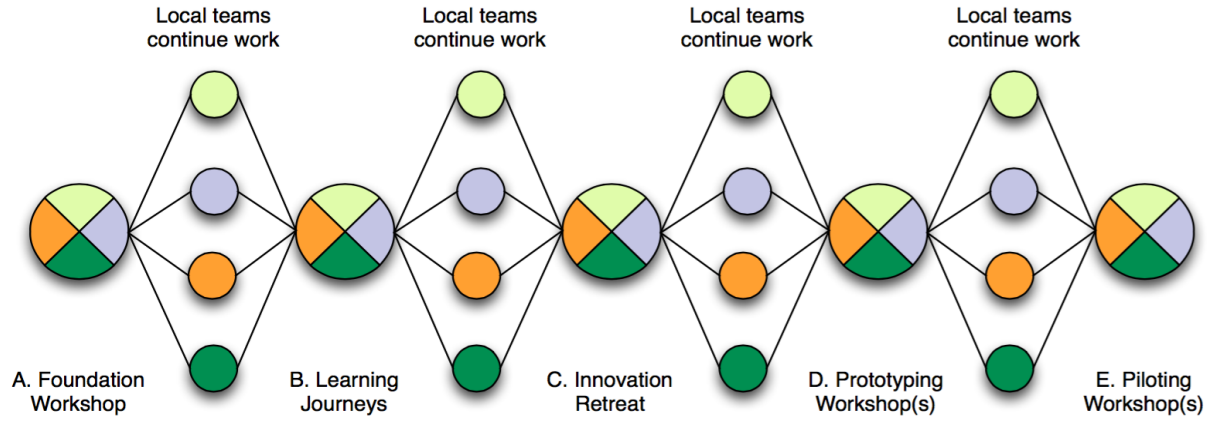 Local teams
continue work
Local teams
continue work
Local teams
continue work
Local teams
continue work
A. Foundation
Workshop
B. Learning
Journeys
C. Innovation
Retreat
D. Prototyping
Workshop(s)
E. Piloting
Workshop(s)